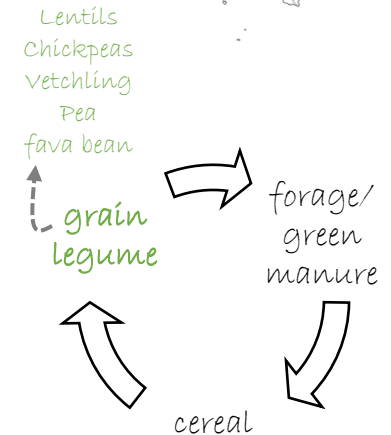 Lentils
Chickpeas
Vetchling
Pea
fava bean
grain
legume
forage/
green
manure
cereal